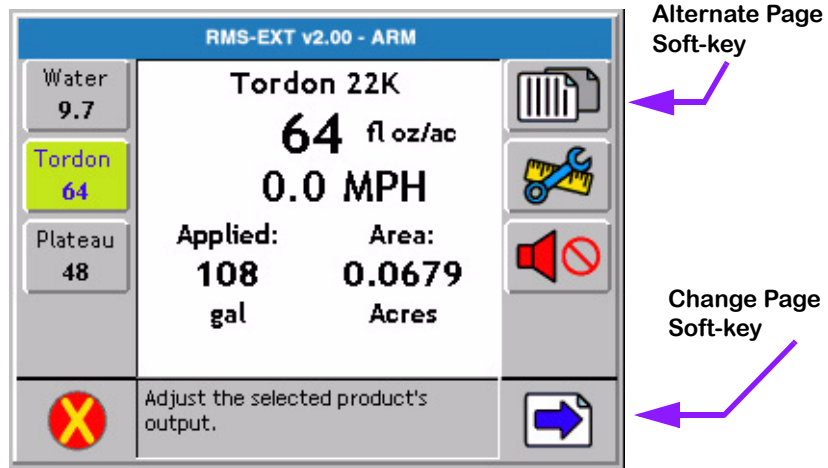 RMS-EXT v2.00 - ARM
Water
9.7
Tordon
64
Plateau
48
Tordon 22K
64 fl oz/ac
0.0 MPH
Applied: Area:
108 0.0679
gal Acres
Adjust the selected product's
output.
Alternate Page
Soft-key
Change Page
Soft-key